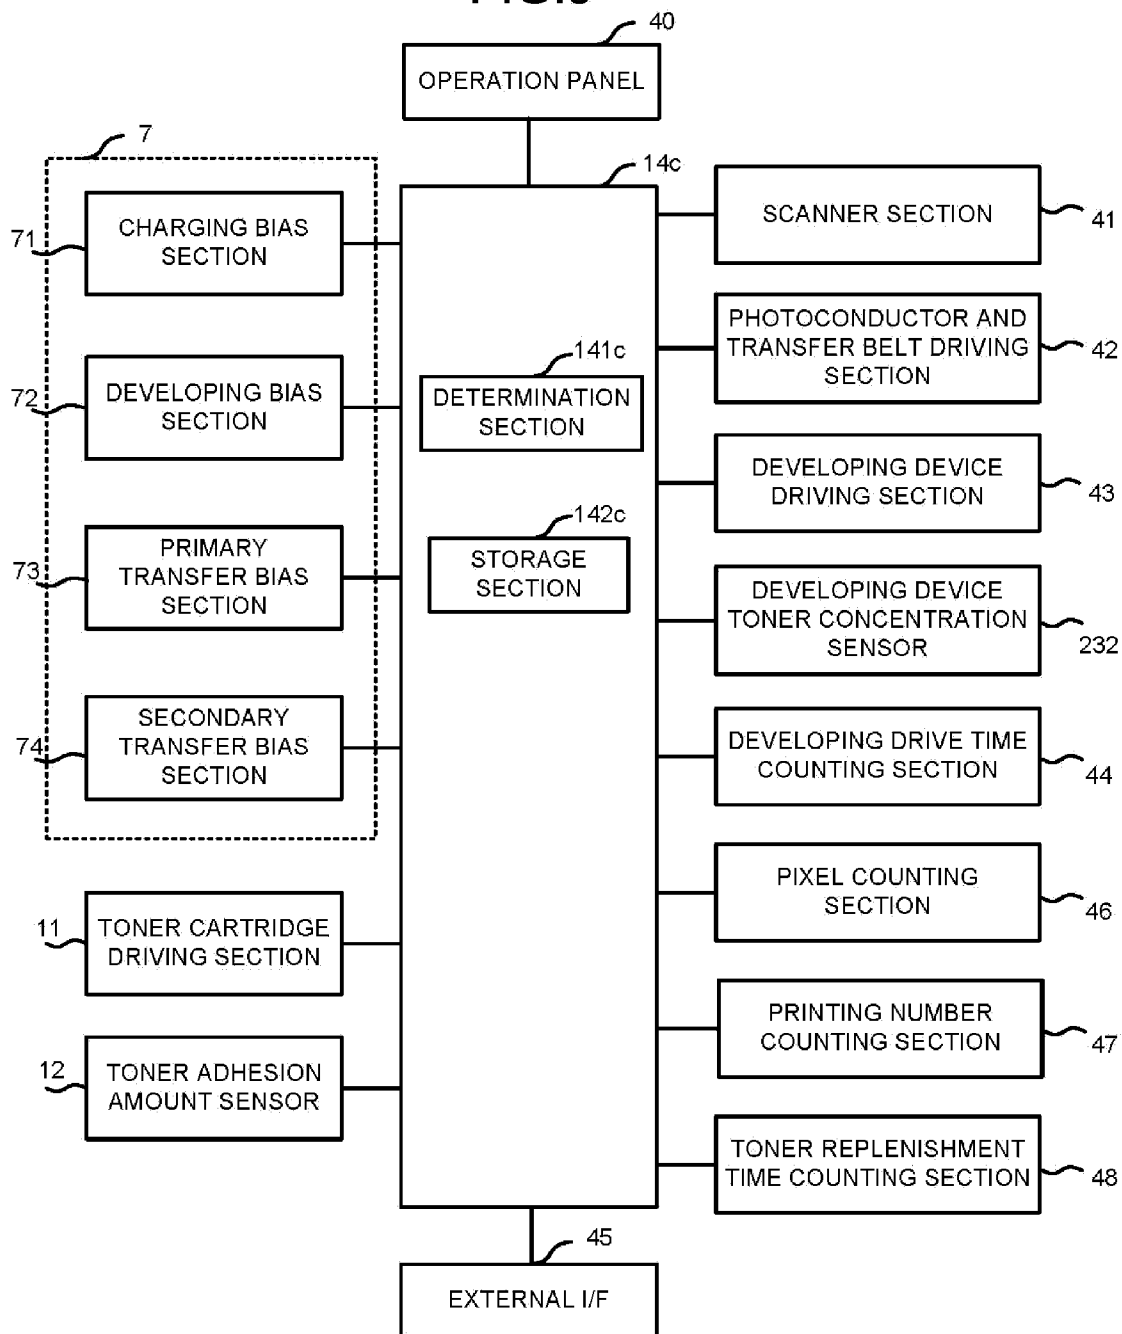 40
OPERATION PANEL
7
14c
71
CHARGING BIAS
SECTION
SCANNER SECTION
41
72
DEVELOPING BIAS
SECTION
PHOTOCONDUCTOR AND
TRANSFER BELT DRIVING
SECTION
42
141c
DETERMINATION
SECTION
DEVELOPING DEVICE
DRIVING SECTION
43
73
PRIMARY
TRANSFER BIAS
SECTION
142c
STORAGE
SECTION
DEVELOPING DEVICE
TONER CONCENTRATION
SENSOR
232
74
SECONDARY
TRANSFER BIAS
SECTION
DEVELOPING DRIVE TIME
COUNTING SECTION
44
11
TONER CARTRIDGE
DRIVING SECTION
PIXEL COUNTING
SECTION
46
12
TONER ADHESION
AMOUNT SENSOR
PRINTING NUMBER
COUNTING SECTION
47
TONER REPLENISHMENT
TIME COUNTING SECTION
48
45
EXTERNAL I/F